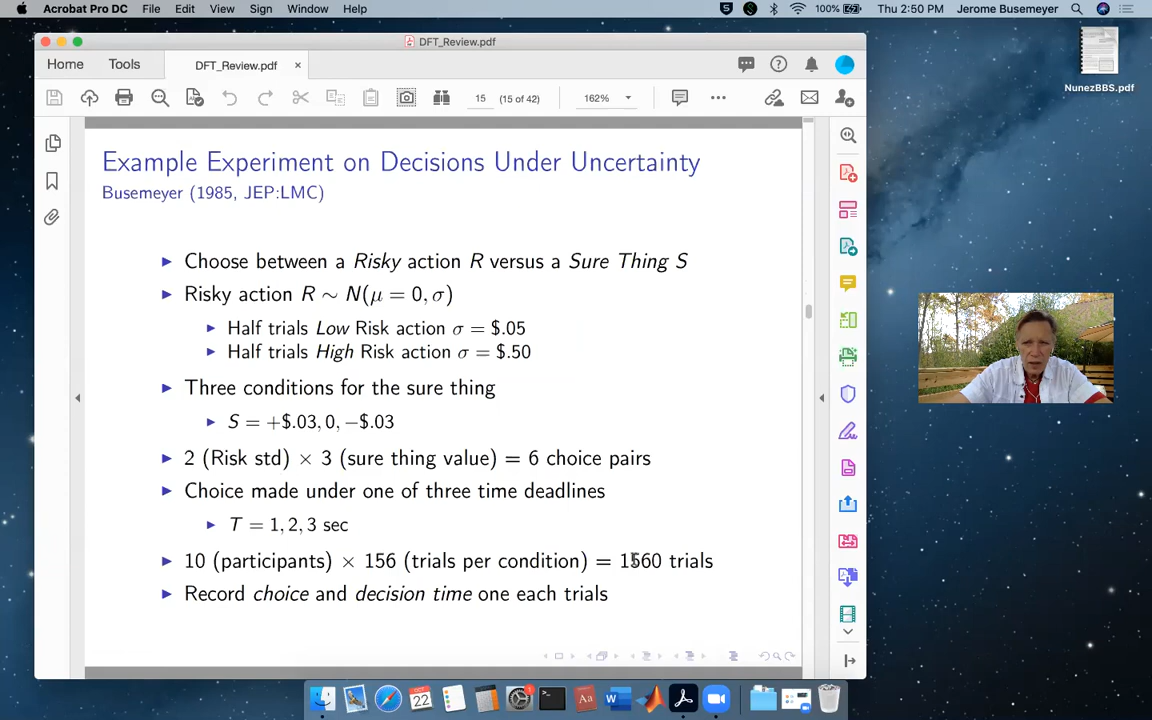 Acrobat Pro DC File Edit View Sign Window Help 100% Thu 2:50 PM Jerome Busemeyer
DFT_Review.pdf
Home Tools DFT_Review.pdf ×
15 (15 of 42) 162%
NunezBBS.pdf
Example Experiment on Decisions Under Uncertainty
Busemeyer (1985, JEP:LMC)
Choose between a Risky action R versus a Sure Thing S
Risky action R ∼ N(μ = 0, σ)
Half trials Low Risk action σ = $.05
Half trials High Risk action σ = $.50
Three conditions for the sure thing
S = +$.03, 0, −$.03
2 (Risk std) × 3 (sure thing value) = 6 choice pairs
Choice made under one of three time deadlines
T = 1, 2, 3 sec
10 (participants) × 156 (trials per condition) = 1560 trials
Record choice and decision time one each trials